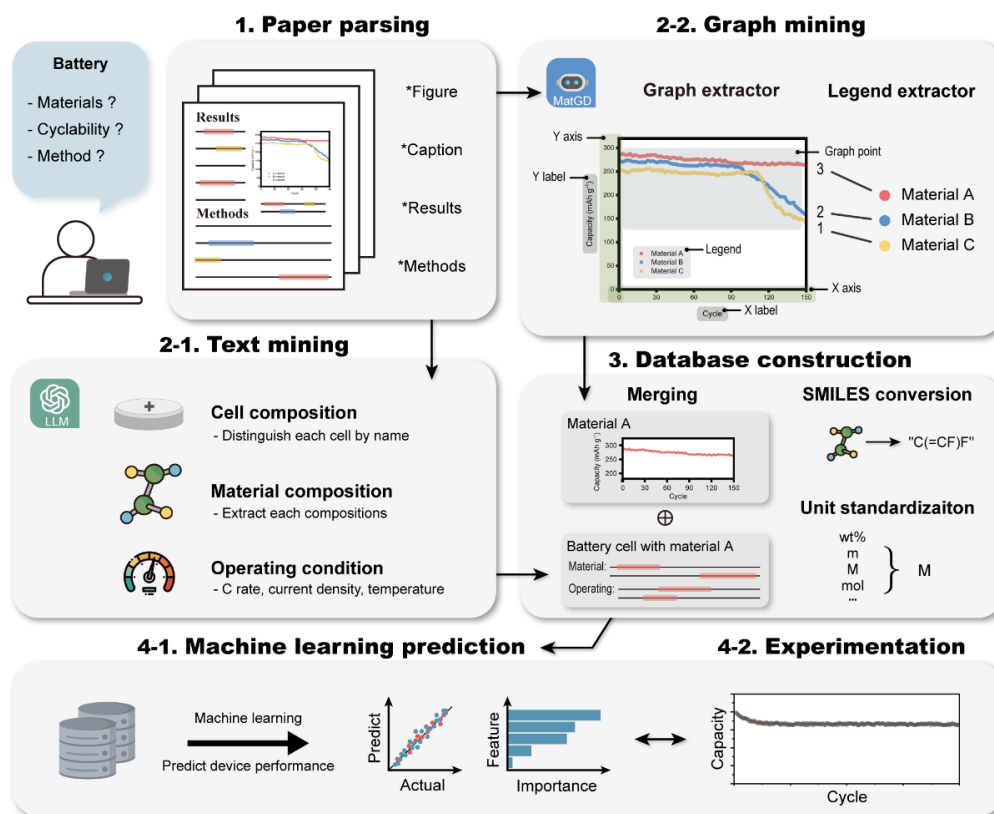 1. Paper parsing
2-2. Graph mining
Battery
- Materials ?
- Cyclability ?
- Method ?
Results
Methods
*Figure
*Caption
*Results
*Methods
MatGD
Graph extractor
Legend extractor
Y axis
Y label
Graph point
Capacity (mAh g⁻¹)
300
250
200
150
100
50
0
0 30 60 90 120 150
Material A
Material B
Material C
Legend
Cycle
X label
X axis
3
2
1
Material A
Material B
Material C
2-1. Text mining
LLM
Cell composition
- Distinguish each cell by name
Material composition
- Extract each compositions
Operating condition
- C rate, current density, temperature
3. Database construction
Merging
Material A
Capacity (mAh g⁻¹)
300
250
200
0 30 60 90 120 150
Cycle
⊕
Battery cell with material A
Material:
Operating:
SMILES conversion
"C(=CF)F"
Unit standardizaiton
wt%
m
M
mol
...
M
4-1. Machine learning prediction
4-2. Experimentation
Machine learning
Predict device performance
Predict
Actual
Feature
Importance
Capacity
Cycle